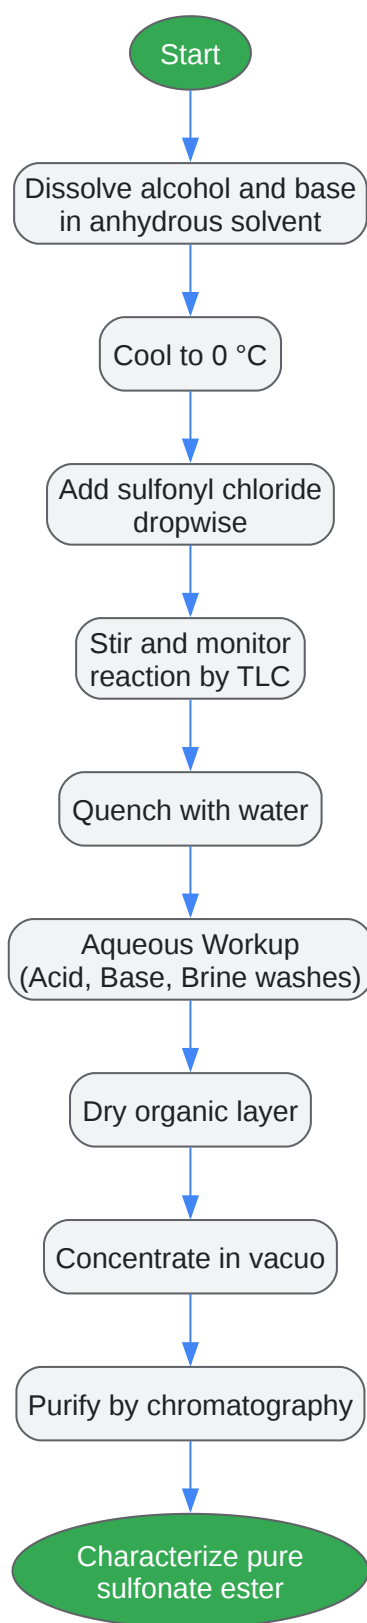 Start
Dissolve alcohol and base
in anhydrous solvent
Cool to 0 °C
Add sulfonyl chloride
dropwise
Stir and monitor
reaction by TLC
Quench with water
Aqueous Workup
(Acid, Base, Brine washes)
Dry organic layer
Concentrate in vacuo
Purify by chromatography
Characterize pure
sulfonate ester